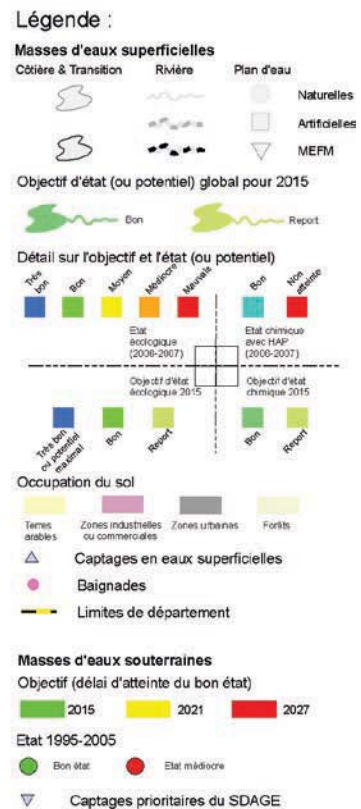 Légende :
Masses d'eaux superficielles
Côtière & Transition Rivière Plan d'eau
Naturelles
Artificielles
MEFM
Objectif d'état (ou potentiel) global pour 2015
Bon Report
Détail sur l'objectif et l'état (ou potentiel)
Très bon Bon Moyen Médiocre Mauvais Bon Non atteinte
Etat écologique (2006-2007) Etat chimique avec HAP (2006-2007)
Objectif d'état écologique 2015 Objectif d'état chimique 2015
Très bon ou potentiel maximal Bon Report Bon Report
Occupation du sol
Terres arables Zones industrielles ou commerciales Zones urbaines Forêts
Captages en eaux superficielles
Baignades
Limites de département
Masses d'eaux souterraines
Objectif (délai d'atteinte du bon état)
2015 2021 2027
Etat 1995-2005
Bon état Etat médiocre
Captages prioritaires du SDAGE